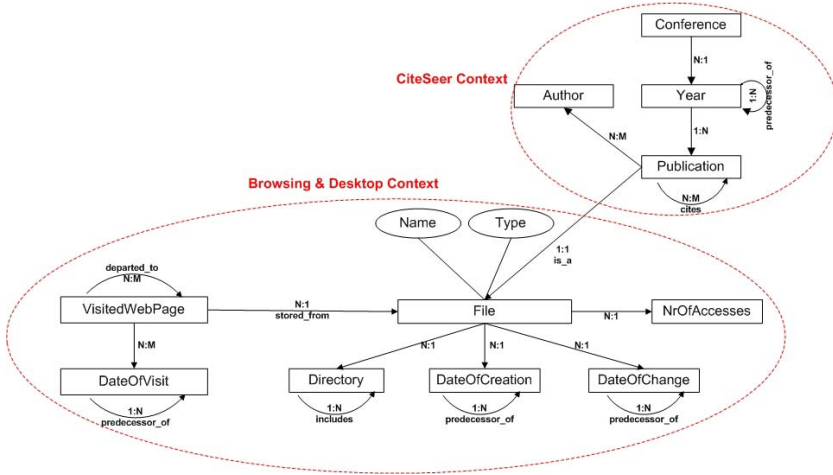 Conference
N:1
CiteSeer Context
Author
Year
1:N
predecessor_of
N:M
1:N
Publication
N:M
cites
Browsing & Desktop Context
Name
Type
1:1
is_a
departed_to
N:M
VisitedWebPage
N:1
stored_from
File
N:1
NrOfAccesses
N:M
N:1
N:1
N:1
DateOfVisit
Directory
DateOfCreation
DateOfChange
1:N
predecessor_of
1:N
includes
1:N
predecessor_of
1:N
predecessor_of